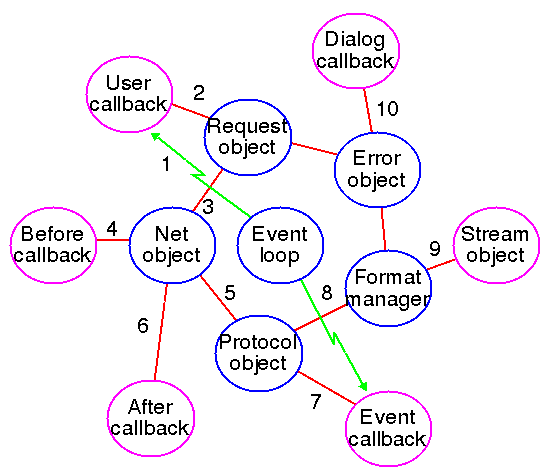 Dialog
callback
User
callback
2
10
Request
object
Error
object
1
3
4
Before
callback
Net
object
Event
loop
9
Stream
object
5
8
Format
manager
6
Protocol
object
7
After
callback
Event
callback